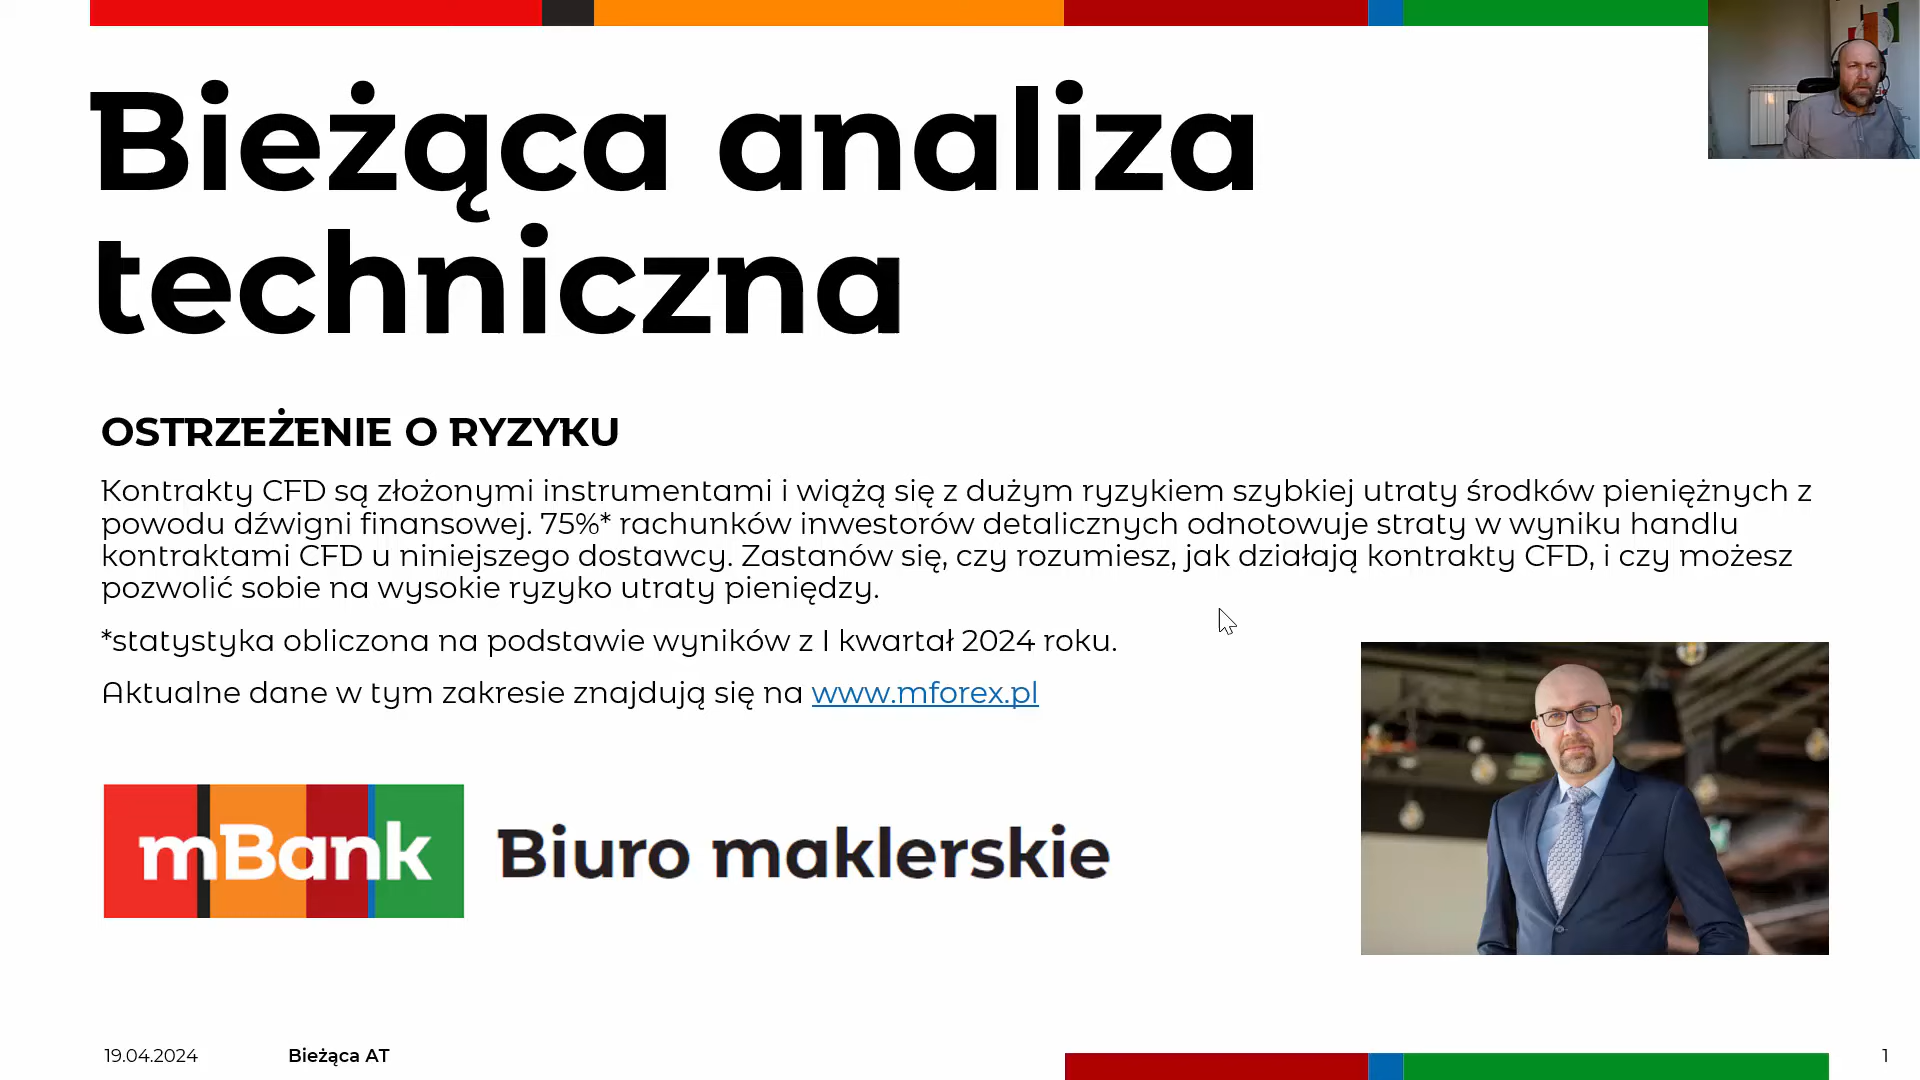 Bieżąca analiza
techniczna
OSTRZEŻENIE O RYZYKU
Kontrakty CFD są złożonymi instrumentami i wiążą się z dużym ryzykiem szybkiej utraty środków pieniężnych z
powodu dźwigni finansowej. 75%* rachunków inwestorów detalicznych odnotowuje straty w wyniku handlu
kontraktami CFD u niniejszego dostawcy. Zastanów się, czy rozumiesz, jak działają kontrakty CFD, i czy możesz
pozwolić sobie na wysokie ryzyko utraty pieniędzy.
*statystyka obliczona na podstawie wyników z I kwartał 2024 roku.
Aktualne dane w tym zakresie znajdują się na www.mforex.pl
mBank Biuro maklerskie
19.04.2024 Bieżąca AT 1